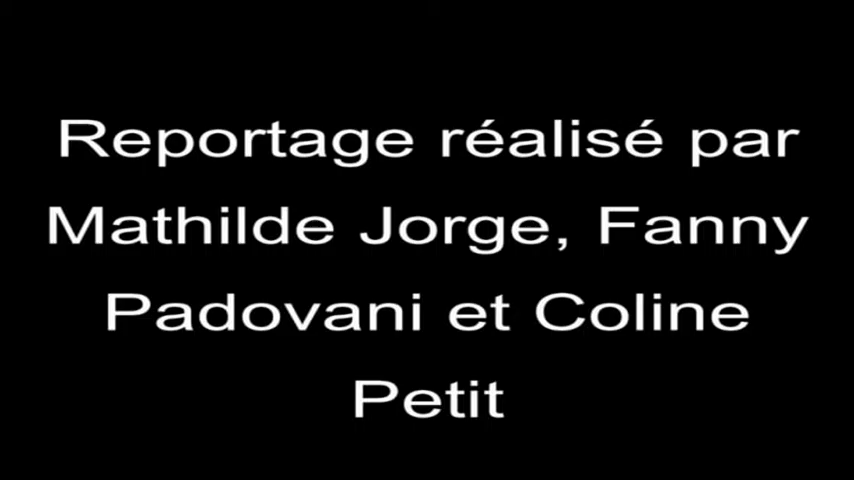 Reportage réalisé par
Mathilde Jorge, Fanny
Padovani et Coline
Petit